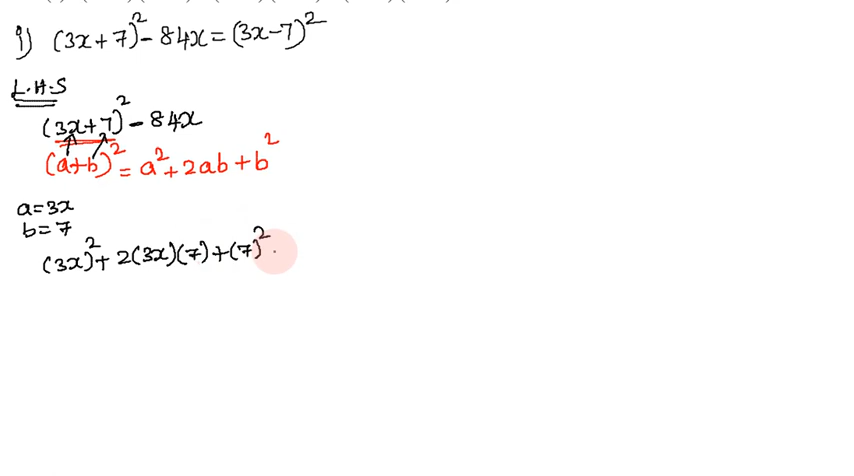 1) (3x+7)² - 84x = (3x-7)²
L.H.S
(3x+7)² - 84x
(a+b)² = a² + 2ab + b²
a=3x
b=7
(3x)² + 2(3x)(7) + (7)²